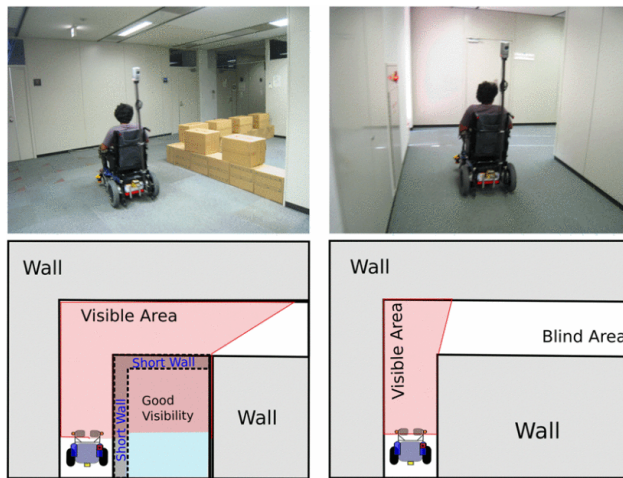 Wall
Visible Area
Short Wall
Short Wall
Good
Visibility
Wall
Wall
Visible Area
Blind Area
Wall